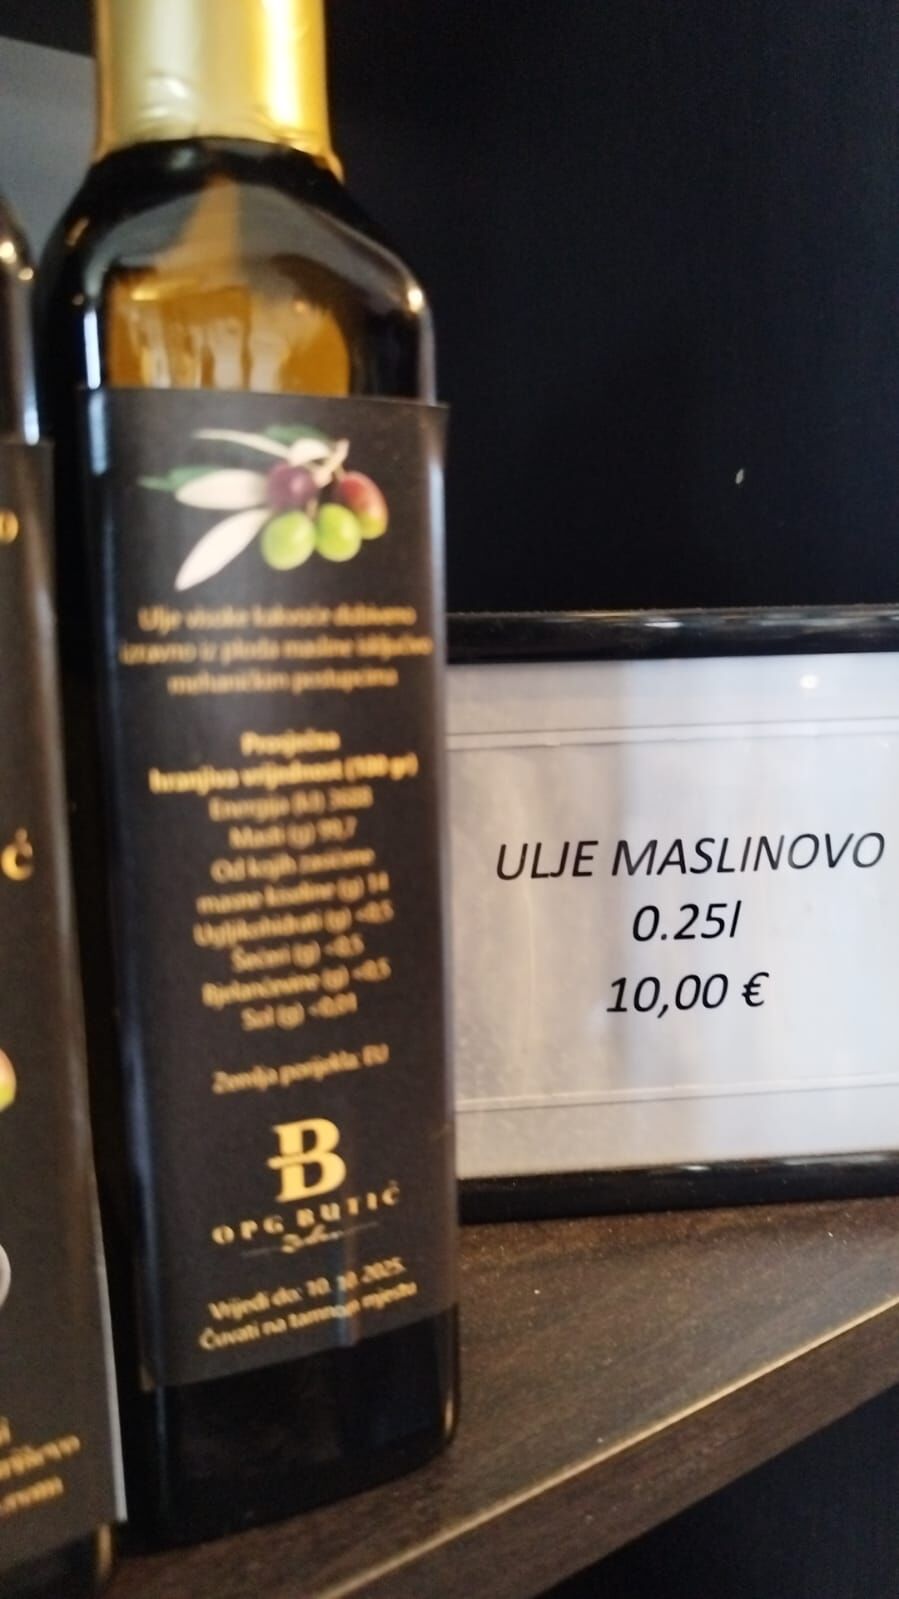 Ulje visoke kakvoće dobiveno
izravno iz ploda masline isključivo
mehaničkim postupcima
Prosječna
hranjiva vrijednost (100 gr)
Energija (kJ) 3688
Masti (g) 99,7
Od kojih zasićene
masne kiseline (g) 14
Ugljikohidrati (g) <0,5
Šećeri (g) <0,5
Bjelančevine (g) <0,5
Sol (g) <0,01
Zemlja porijekla: EU
B
OPG BUTIĆ
Vrijedi do: 10. 2025.
Čuvati na tamnom mjestu
ULJE MASLINOVO
0.25l
10,00 €